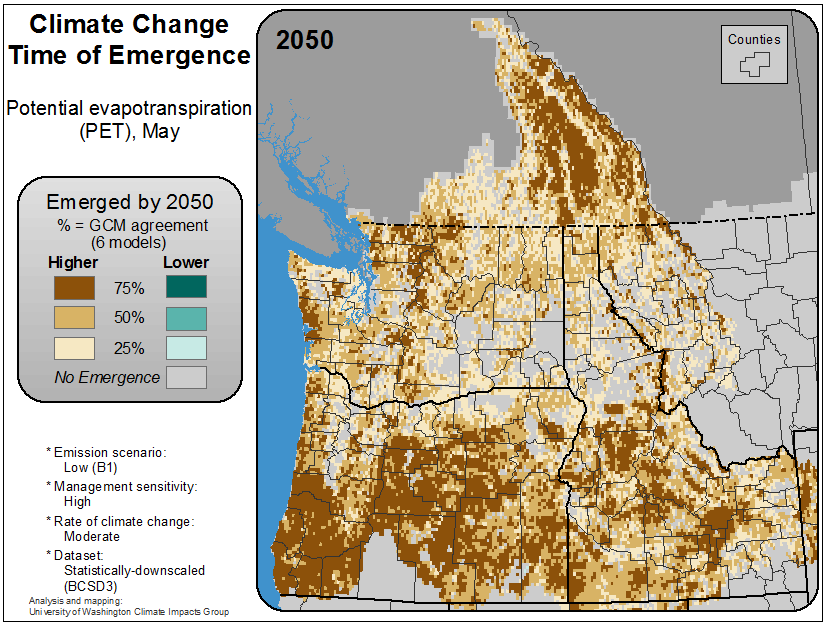 Climate Change
Time of Emergence
Potential evapotranspiration
(PET), May
Emerged by 2050
% = GCM agreement
(6 models)
Higher Lower
75%
50%
25%
No Emergence
* Emission scenario:
Low (B1)
* Management sensitivity:
High
* Rate of climate change:
Moderate
* Dataset:
Statistically-downscaled
(BCSD3)
Analysis and mapping:
University of Washington Climate Impacts Group
2050
Counties